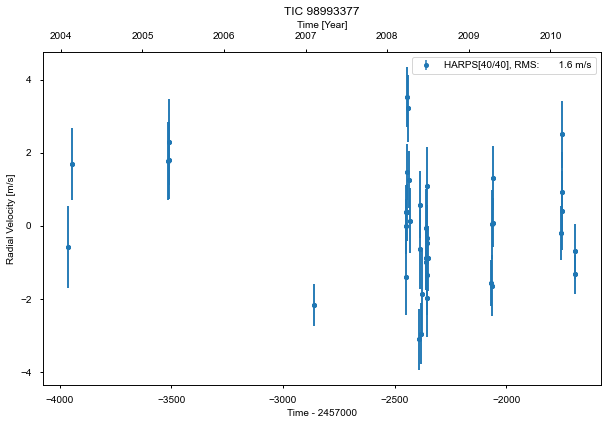 TIC 98993377
Time [Year]
2004 2005 2006 2007 2008 2009 2010
HARPS[40/40], RMS: 1.6 m/s
Radial Velocity [m/s]
4
2
0
−2
−4
−4000 −3500 −3000 −2500 −2000
Time - 2457000